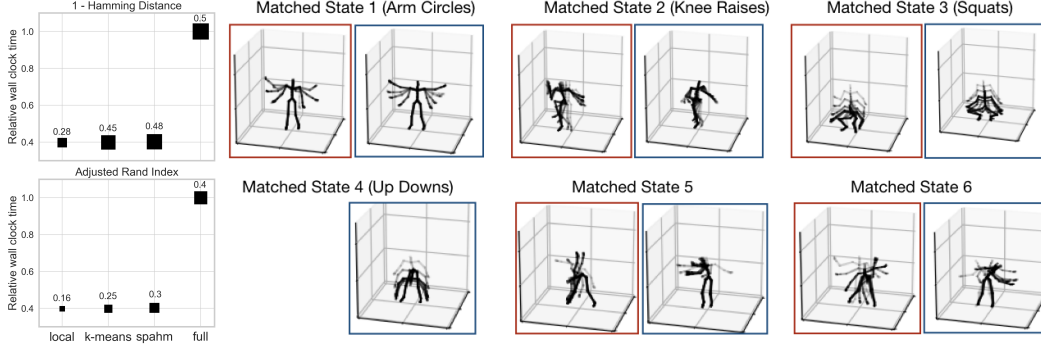 1 - Hamming Distance
Relative wall clock time
1.0
0.8
0.6
0.4
0.28
0.45
0.48
0.5
Adjusted Rand Index
Relative wall clock time
1.0
0.8
0.6
0.4
0.16
0.25
0.3
0.4
local k-means spahm full
Matched State 1 (Arm Circles)
Matched State 2 (Knee Raises)
Matched State 3 (Squats)
Matched State 4 (Up Downs)
Matched State 5
Matched State 6